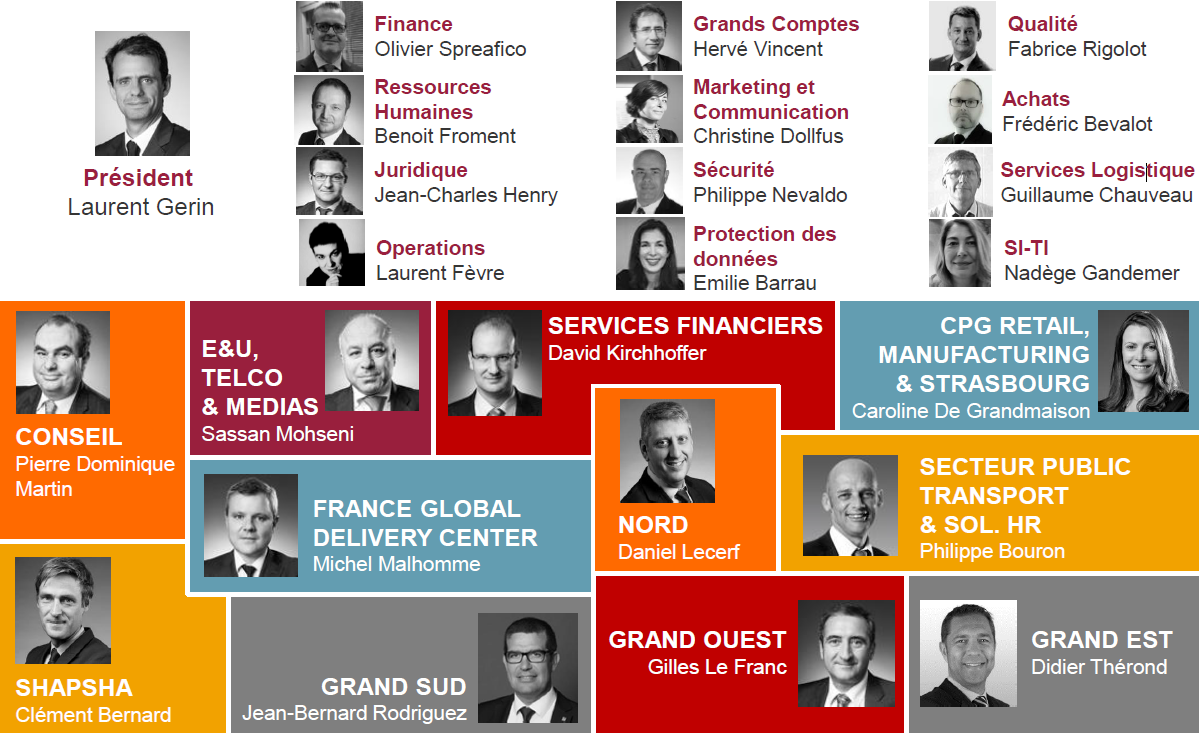 Président
Laurent Gerin
Finance
Olivier Spreafico
Ressources
Humaines
Benoit Froment
Juridique
Jean-Charles Henry
Operations
Laurent Fèvre
Grands Comptes
Hervé Vincent
Marketing et
Communication
Christine Dollfus
Sécurité
Philippe Nevaldo
Protection des
données
Emilie Barrau
Qualité
Fabrice Rigolot
Achats
Frédéric Bevalot
Services Logistique
Guillaume Chauveau
SI-TI
Nadège Gandemer
CONSEIL
Pierre Dominique
Martin
E&U,
TELCO
& MEDIAS
Sassan Mohseni
SERVICES FINANCIERS
David Kirchhoffer
CPG RETAIL,
MANUFACTURING
& STRASBOURG
Caroline De Grandmaison
FRANCE GLOBAL
DELIVERY CENTER
Michel Malhomme
NORD
Daniel Lecerf
SECTEUR PUBLIC
TRANSPORT
& SOL. HR
Philippe Bouron
SHAPSHA
Clément Bernard
GRAND SUD
Jean-Bernard Rodriguez
GRAND OUEST
Gilles Le Franc
GRAND EST
Didier Thérond